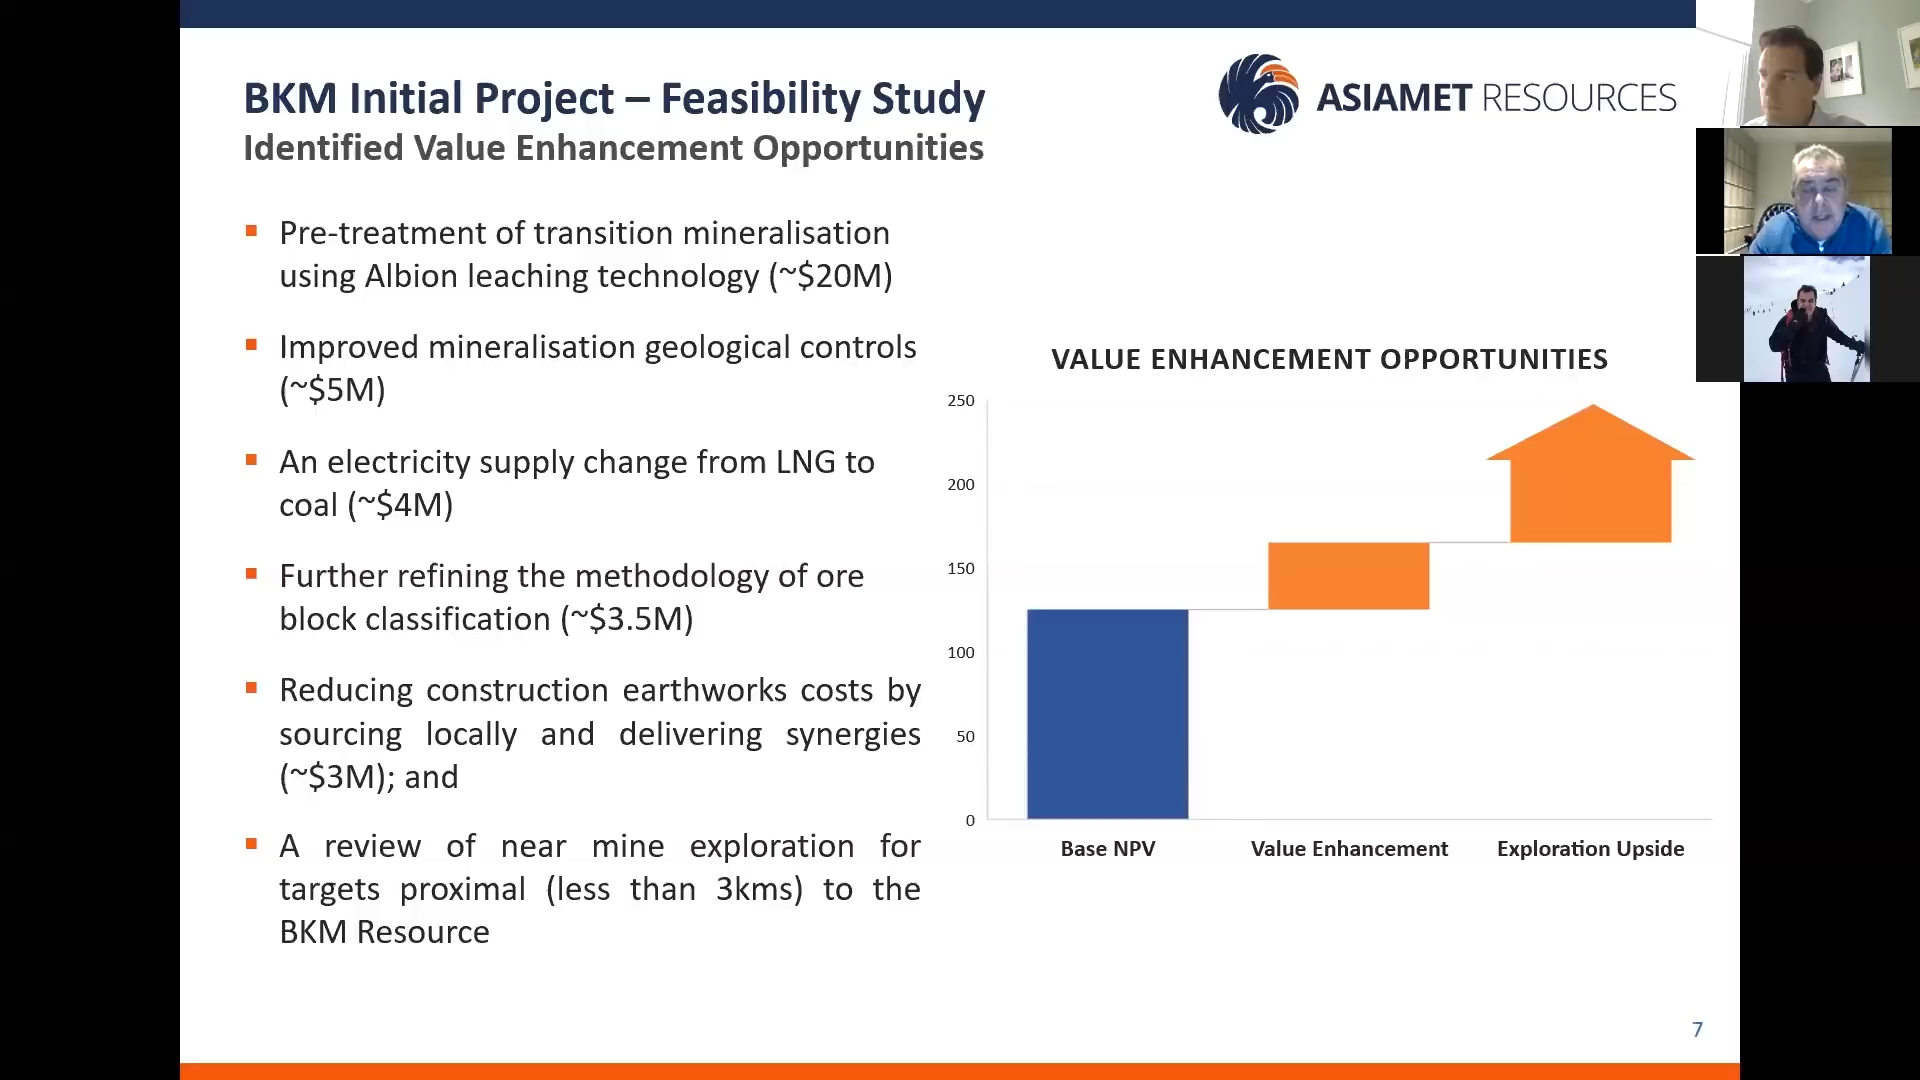 BKM Initial Project – Feasibility Study
Identified Value Enhancement Opportunities
ASIAMET RESOURCES
▪ Pre-treatment of transition mineralisation
using Albion leaching technology (~$20M)
▪ Improved mineralisation geological controls
(~$5M)
▪ An electricity supply change from LNG to
coal (~$4M)
▪ Further refining the methodology of ore
block classification (~$3.5M)
▪ Reducing construction earthworks costs by
sourcing locally and delivering synergies
(~$3M); and
▪ A review of near mine exploration for
targets proximal (less than 3kms) to the
BKM Resource
VALUE ENHANCEMENT OPPORTUNITIES
250
200
150
100
50
0
Base NPV Value Enhancement Exploration Upside
7